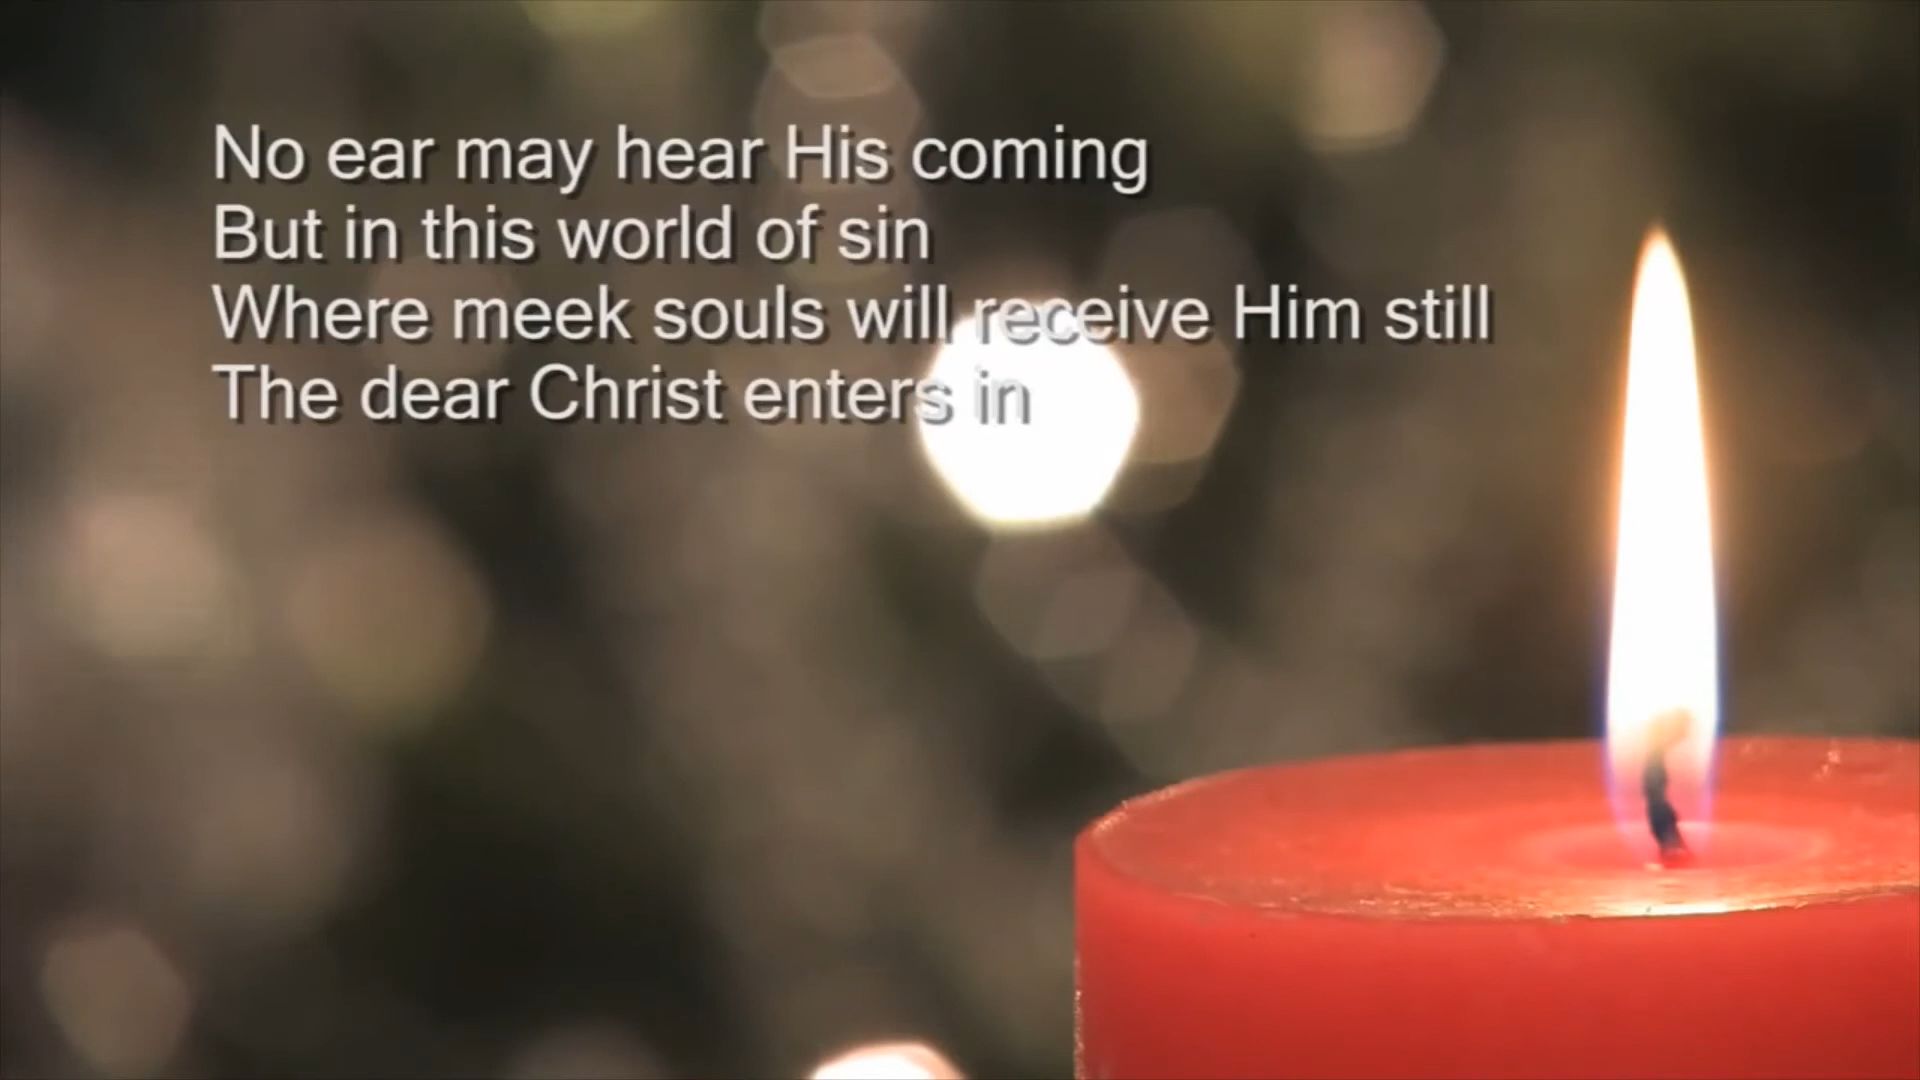 No ear may hear His coming
But in this world of sin
Where meek souls will receive Him still
The dear Christ enters in